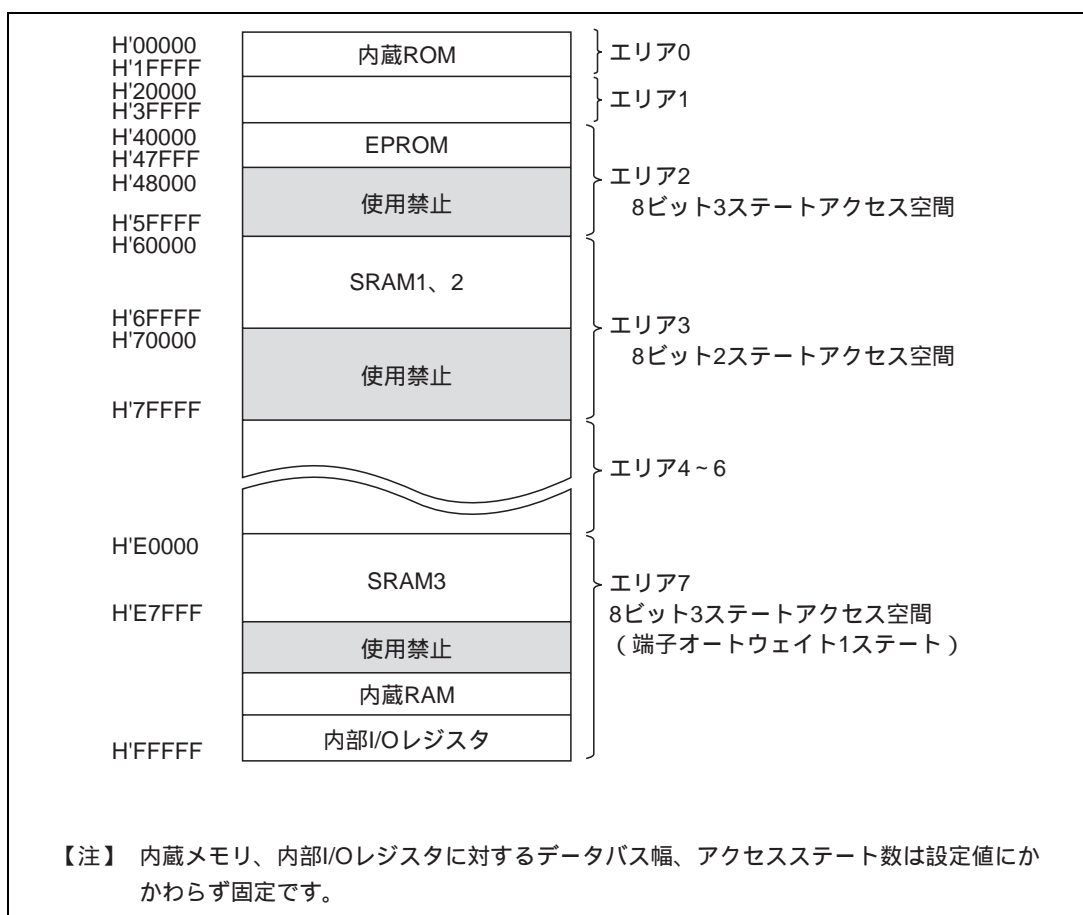 H'00000
内蔵ROM
エリア0
H'1FFFF
H'20000
エリア1
H'3FFFF
H'40000
EPROM
H'47FFF
エリア2
H'48000
使用禁止
8ビット3ステートアクセス空間
H'5FFFF
H'60000
SRAM1、2
H'6FFFF
エリア3
H'70000
8ビット2ステートアクセス空間
使用禁止
H'7FFFF
エリア4~6
H'E0000
SRAM3
エリア7
H'E7FFF
8ビット3ステートアクセス空間
(端子オートウェイト1ステート)
使用禁止
内蔵RAM
内部I/Oレジスタ
H'FFFFF
【注】 内蔵メモリ、内部I/Oレジスタに対するデータバス幅、アクセスステート数は設定値にか
かわらず固定です。